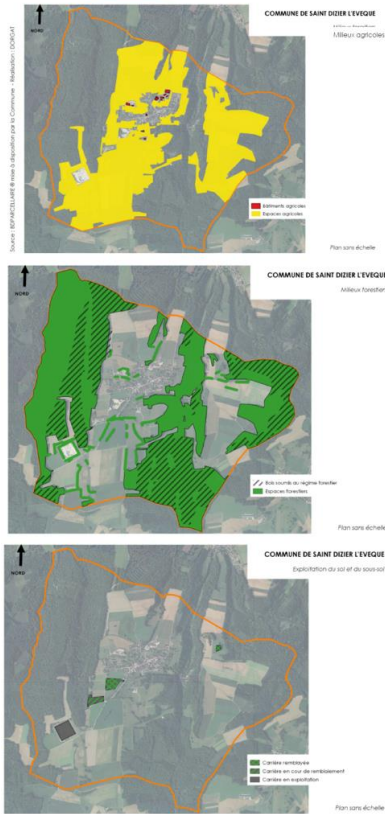 COMMUNE DE SAINT DIZIER L'EVEQUE
Milieux agricoles
NORD
Source : BDPARCELLAIRE ® mise à disposition par la Commune - Réalisation : DORGAT
Bâtiments agricoles
Espaces agricoles
Plan sans échelle
COMMUNE DE SAINT DIZIER L'EVEQUE
Milieux forestiers
NORD
Bois soumis au régime forestier
Espaces forestiers
Plan sans échelle
COMMUNE DE SAINT DIZIER L'EVEQUE
Exploitation du sol et du sous-sol
NORD
Carrière remblayée
Carrière en cour de remblaiement
Carrière en exploitation
Plan sans échelle